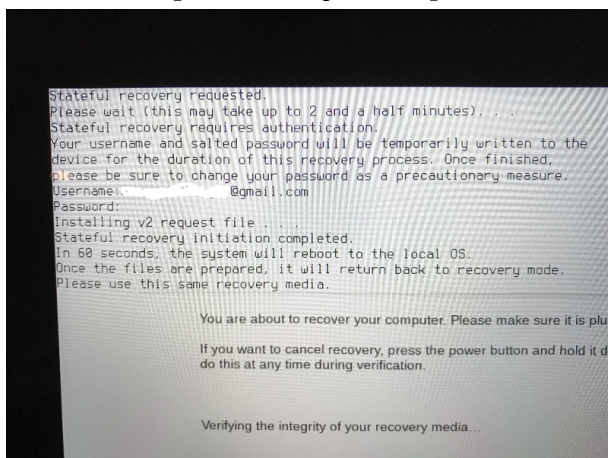 Stateful recovery requested.
Please wait (this may take up to 2 and a half minutes). . .
Stateful recovery requires authentication.
Your username and salted password will be temporarily written to the
device for the duration of this recovery process. Once finished,
please be sure to change your password as a precautionary measure.
Username: @gmail.com
Password:
Installing v2 request file . . .
Stateful recovery initiation completed.
In 60 seconds, the system will reboot to the local OS.
Once the files are prepared, it will return back to recovery mode.
Please use this same recovery media.
You are about to recover your computer. Please make sure it is plu
If you want to cancel recovery, press the power button and hold it d
do this at any time during verification.
Verifying the integrity of your recovery media…